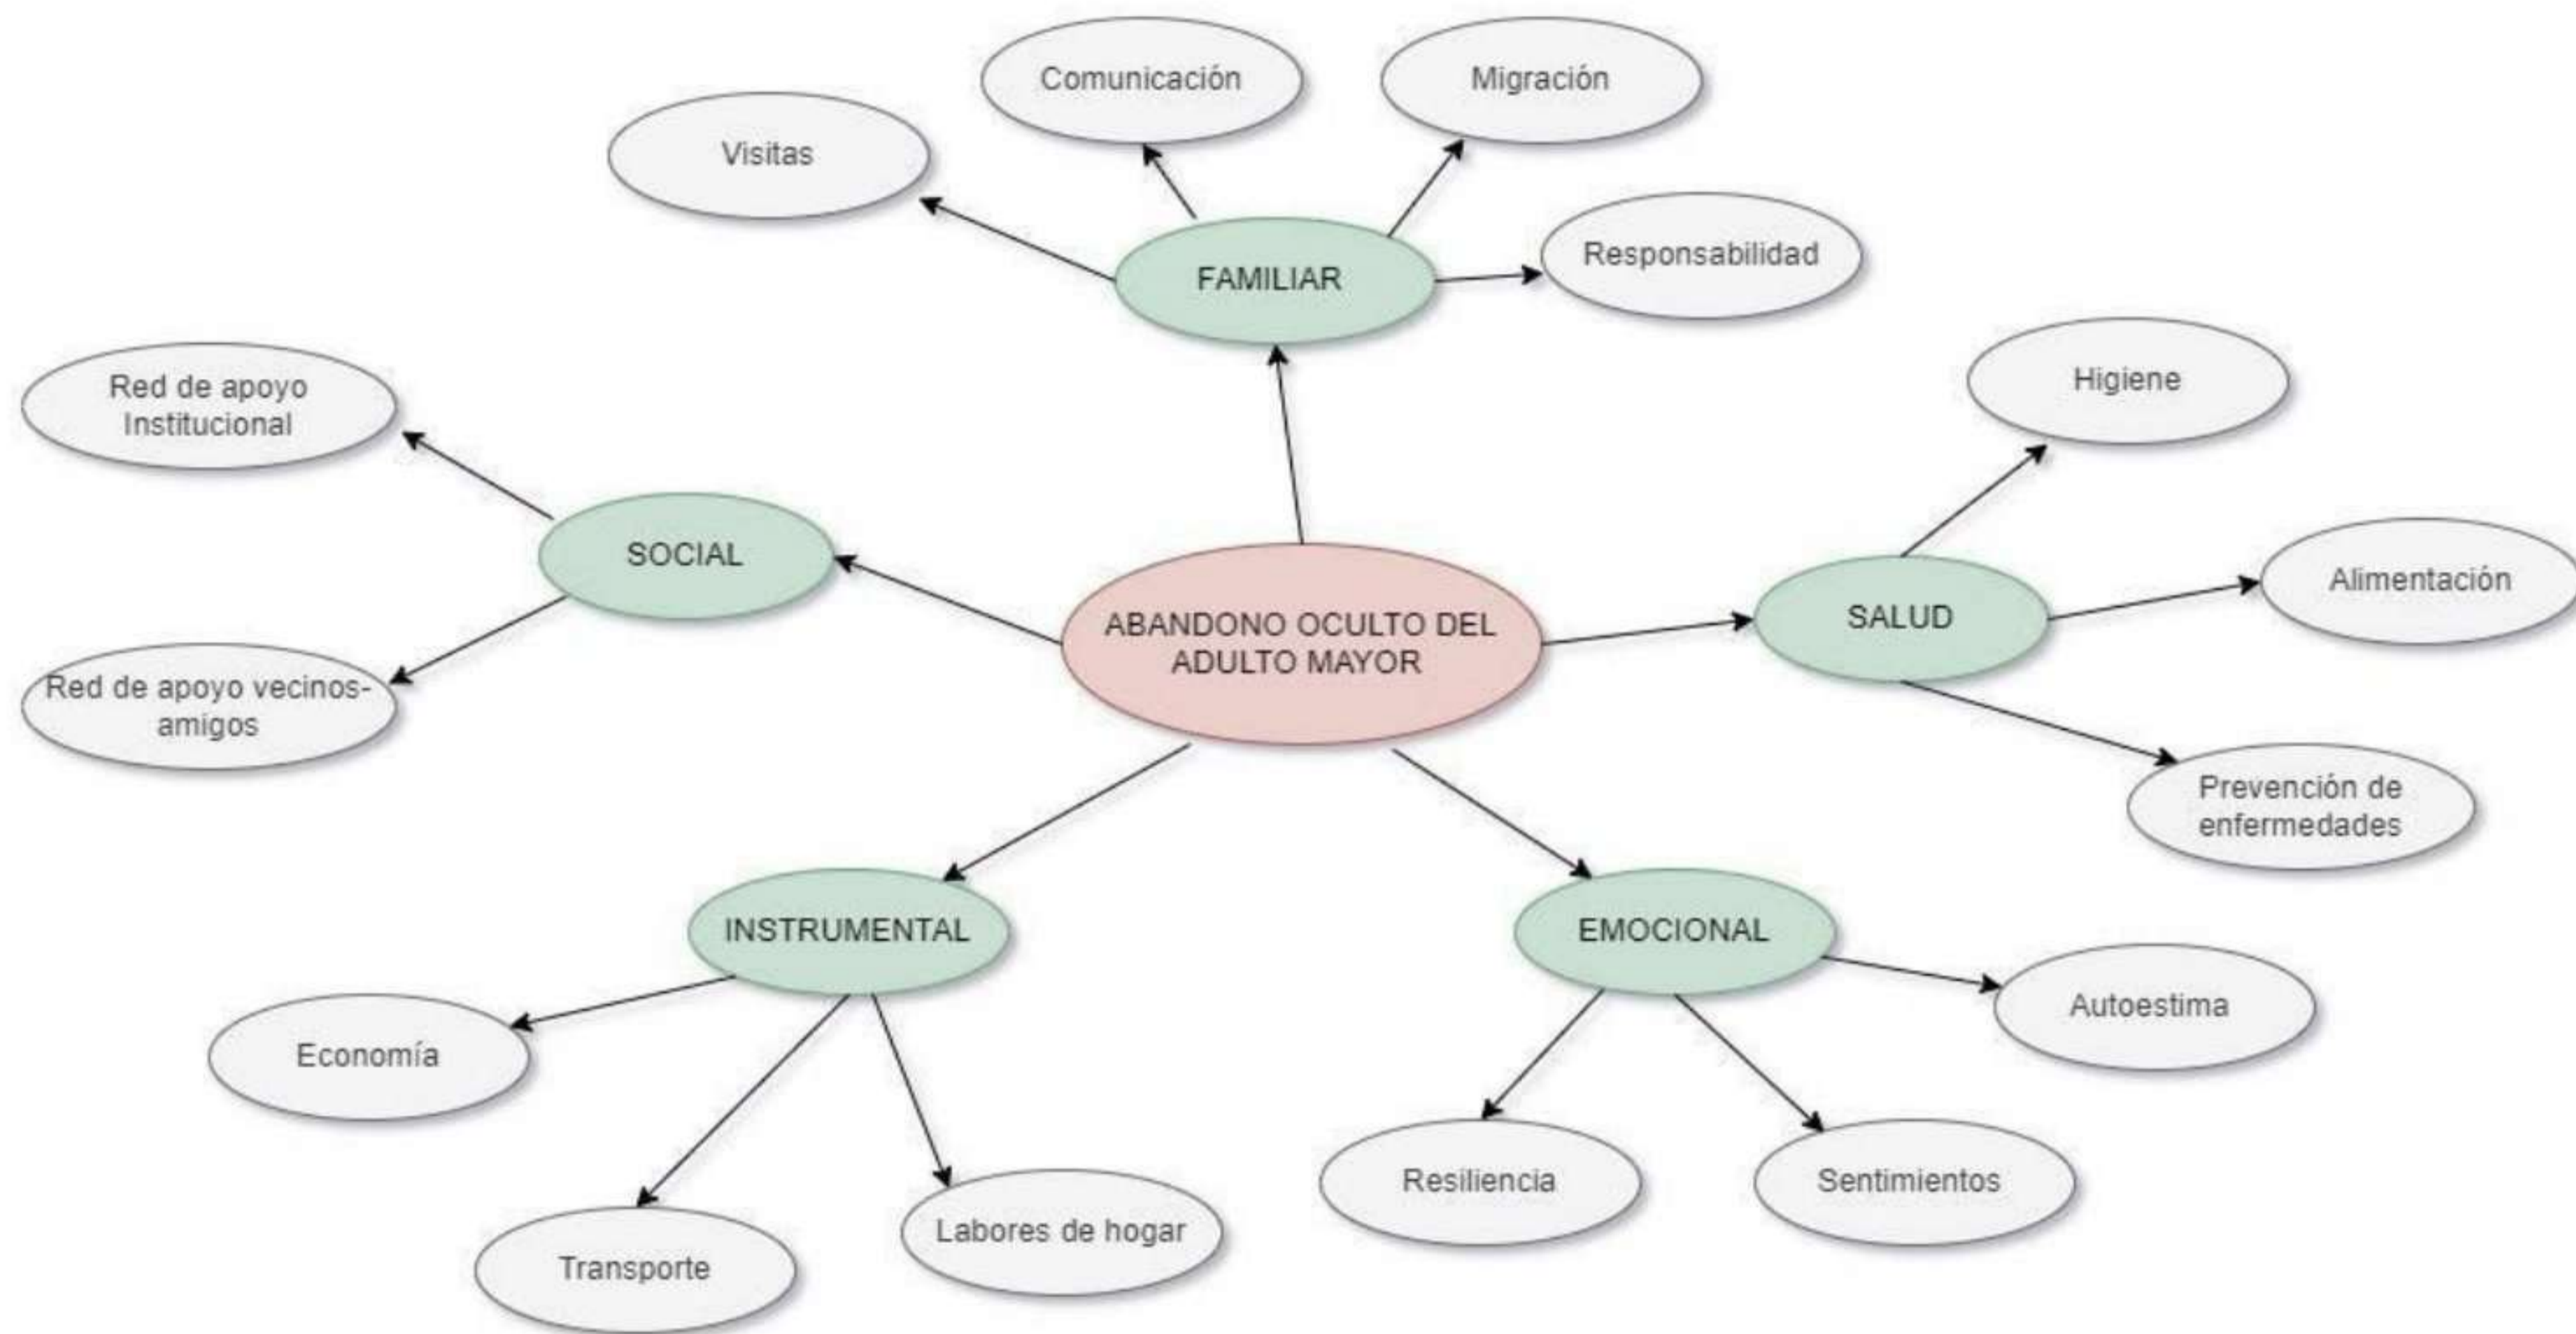 Comunicación
Migración
Visitas
Responsabilidad
FAMILIAR
Higiene
Red de apoyo
Institucional
SOCIAL
Alimentación
ABANDONO OCULTO DEL
ADULTO MAYOR
SALUD
Red de apoyo vecinos-
amigos
Prevención de
enfermedades
INSTRUMENTAL
EMOCIONAL
Autoestima
Economía
Resiliencia
Sentimientos
Labores de hogar
Transporte